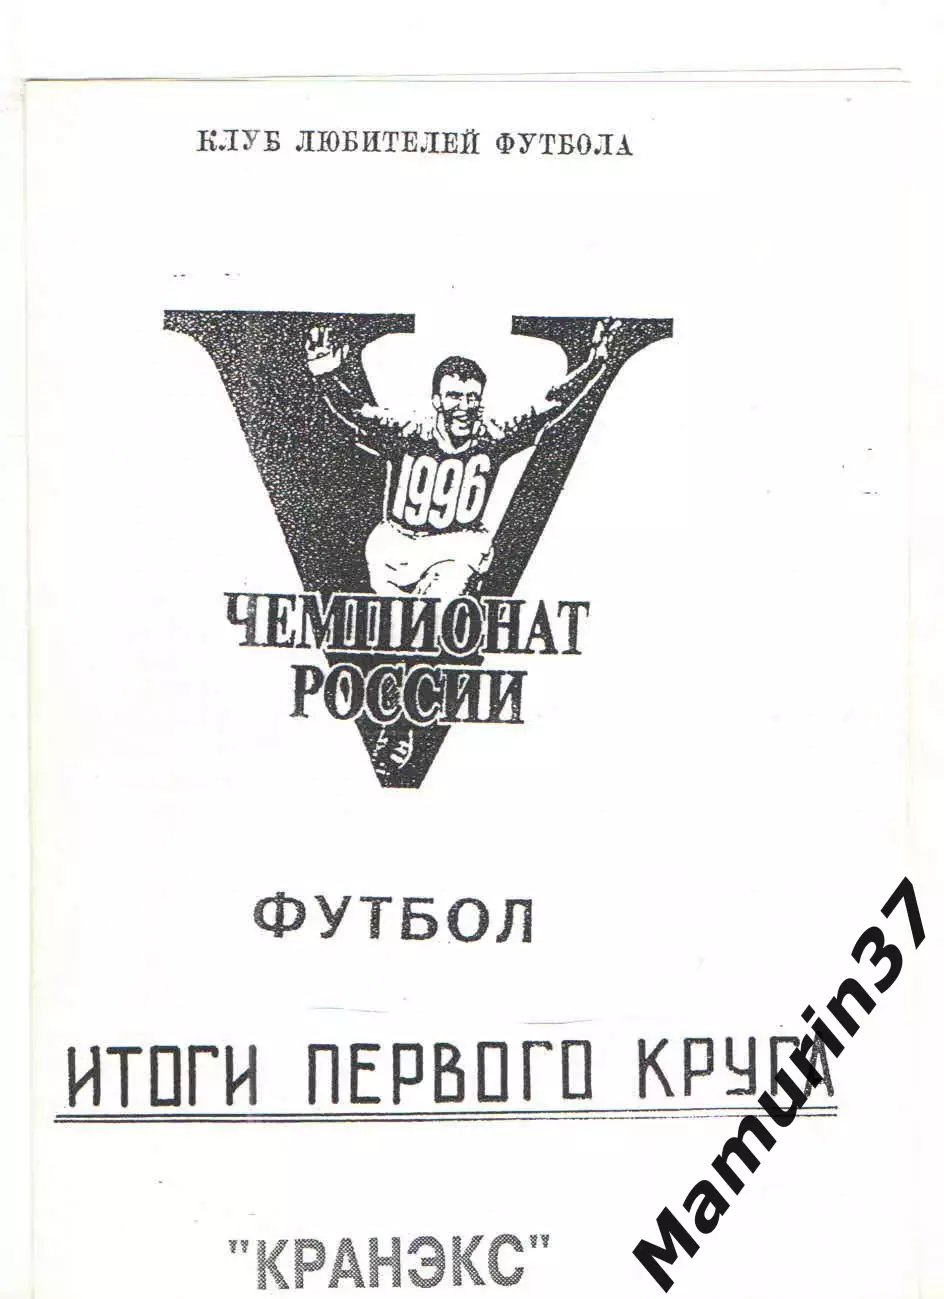 КЛУБ ЛЮБИТЕЛЕЙ ФУТБОЛА
1996
ЧЕМПИОНАТ
РОССИИ
ФУТБОЛ
ИТОГИ ПЕРВОГО КРУГА
"КРАНЭКС"
Mamurin37